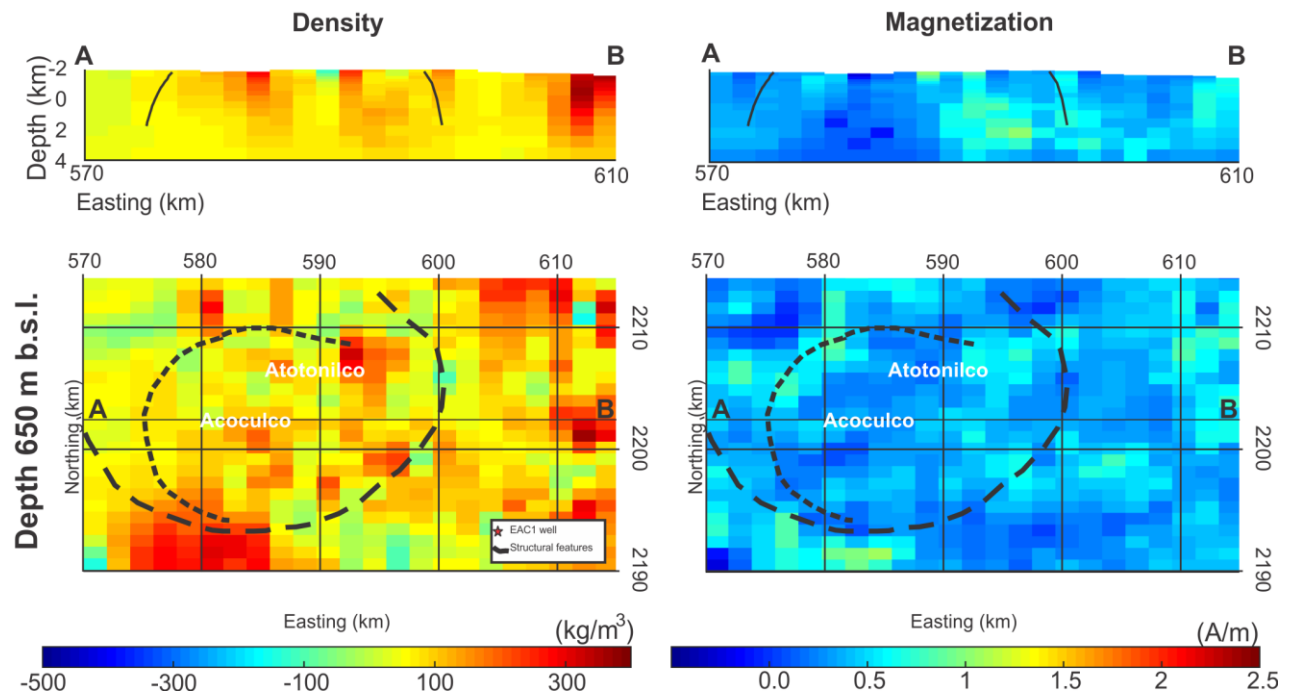 Density
Magnetization
A
B
A
B
Depth (km)
-2
0
2
4
570
610
Easting (km)
570
610
Easting (km)
570
580
590
600
610
570
580
590
600
610
Depth 650 m b.s.l.
Northing (km)
2210
2200
2190
A
B
Atotonilco
Acoculco
EAC1 well
Structural features
Northing (km)
2210
2200
2190
A
B
Atotonilco
Acoculco
Easting (km)
(kg/m³)
-500
-300
-100
100
300
Easting (km)
(A/m)
0.0
0.5
1
1.5
2
2.5